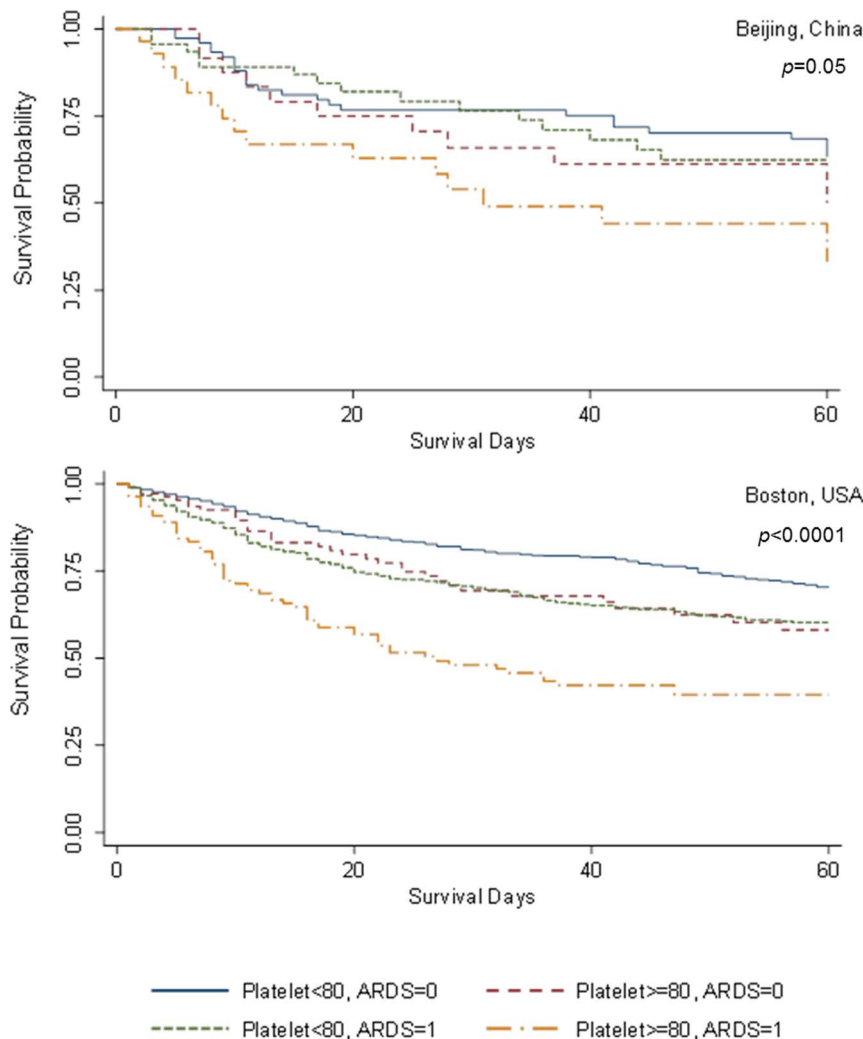 Beijing, China
p=0.05
Survival Probability
1.00
0.75
0.50
0.25
0.00
0 20 40 60
Survival Days
Boston, USA
p<0.0001
Survival Probability
1.00
0.75
0.50
0.25
0.00
0 20 40 60
Survival Days
Platelet<80, ARDS=0 Platelet>=80, ARDS=0
Platelet<80, ARDS=1 Platelet>=80, ARDS=1